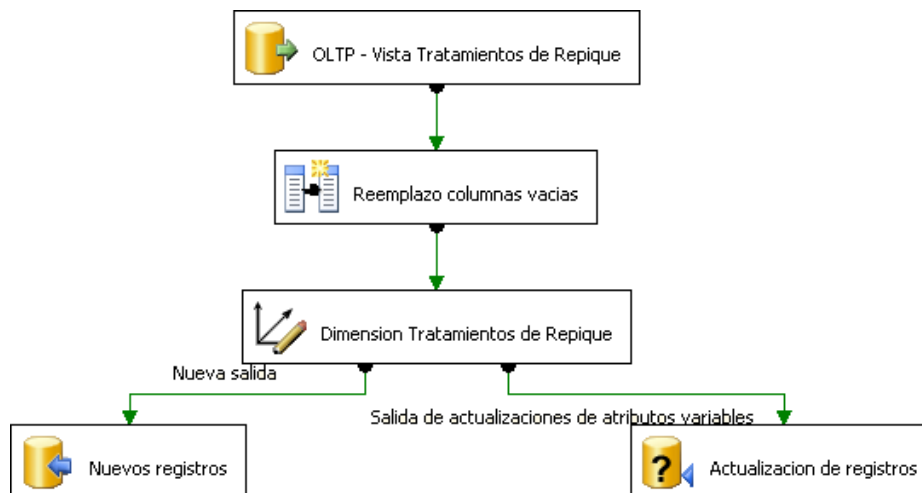 OLTP - Vista Tratamientos de Repique
Reemplazo columnas vacias
Dimension Tratamientos de Repique
Nueva salida
Salida de actualizaciones de atributos variables
Nuevos registros
?
Actualizacion de registros